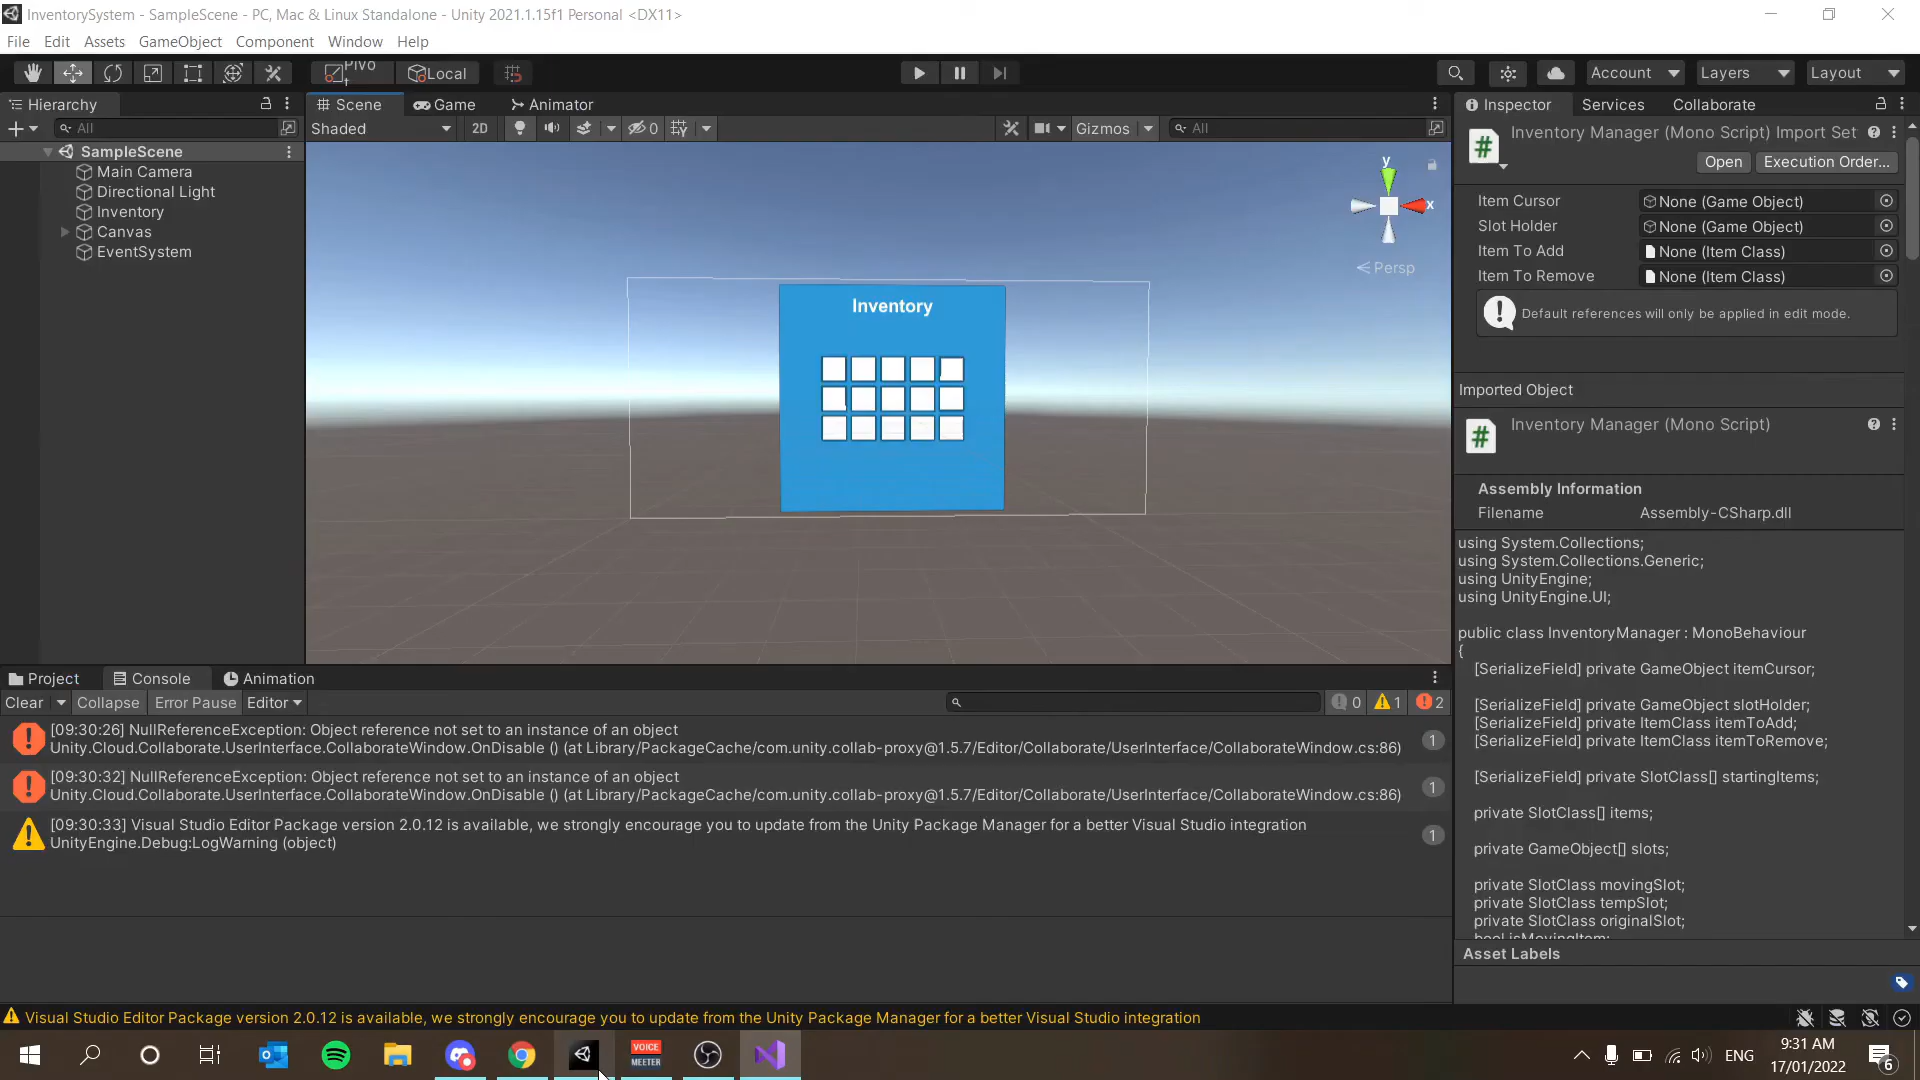 InventorySystem - SampleScene - PC, Mac & Linux Standalone - Unity 2021.1.15f1 Personal <DX11>
File Edit Assets GameObject Component Window Help
Pivot Local Account Layers Layout
Hierarchy
All
SampleScene
Main Camera
Directional Light
Inventory
Canvas
EventSystem
Scene Game Animator
Shaded 2D 0 Gizmos All
y
x
Persp
Inventory
Inspector Services Collaborate
Inventory Manager (Mono Script) Import Set
Open Execution Order...
Item Cursor None (Game Object)
Slot Holder None (Game Object)
Item To Add None (Item Class)
Item To Remove None (Item Class)
Default references will only be applied in edit mode.
Imported Object
Inventory Manager (Mono Script)
Assembly Information
Filename Assembly-CSharp.dll
using System.Collections;
using System.Collections.Generic;
using UnityEngine;
using UnityEngine.UI;
public class InventoryManager : MonoBehaviour
{
[SerializeField] private GameObject itemCursor;
[SerializeField] private GameObject slotHolder;
[SerializeField] private ItemClass itemToAdd;
[SerializeField] private ItemClass itemToRemove;
[SerializeField] private SlotClass[] startingItems;
private SlotClass[] items;
private GameObject[] slots;
private SlotClass movingSlot;
private SlotClass tempSlot;
private SlotClass originalSlot;
bool isMovingItem;
Asset Labels
Project Console Animation
Clear Collapse Error Pause Editor 0 1 2
[09:30:26] NullReferenceException: Object reference not set to an instance of an object
Unity.Cloud.Collaborate.UserInterface.CollaborateWindow.OnDisable () (at Library/PackageCache/com.unity.collab-proxy@1.5.7/Editor/Collaborate/UserInterface/CollaborateWindow.cs:86) 1
[09:30:32] NullReferenceException: Object reference not set to an instance of an object
Unity.Cloud.Collaborate.UserInterface.CollaborateWindow.OnDisable () (at Library/PackageCache/com.unity.collab-proxy@1.5.7/Editor/Collaborate/UserInterface/CollaborateWindow.cs:86) 1
[09:30:33] Visual Studio Editor Package version 2.0.12 is available, we strongly encourage you to update from the Unity Package Manager for a better Visual Studio integration
UnityEngine.Debug:LogWarning (object) 1
Visual Studio Editor Package version 2.0.12 is available, we strongly encourage you to update from the Unity Package Manager for a better Visual Studio integration
VOICE
MEETER
ENG
9:31 AM
17/01/2022
6